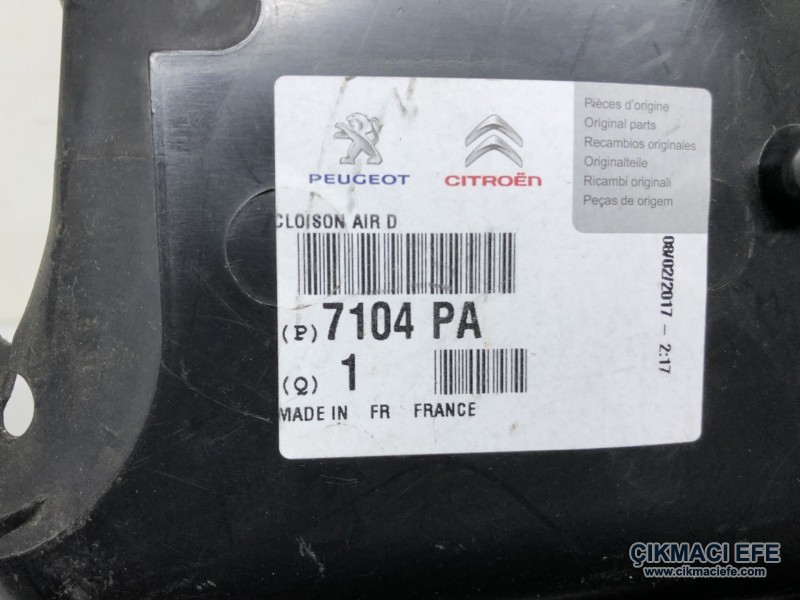 PEUGEOT
CITROËN
Pièces d'origine
Original parts
Recambios originales
Originalteile
Ricambi originali
Peças de origem
CLOISON AIR D
(P) 7104 PA
(Q) 1
MADE IN FR FRANCE
08/02/2017 - 2:17
ÇIKMACI EFE
www.cikmaciefe.com